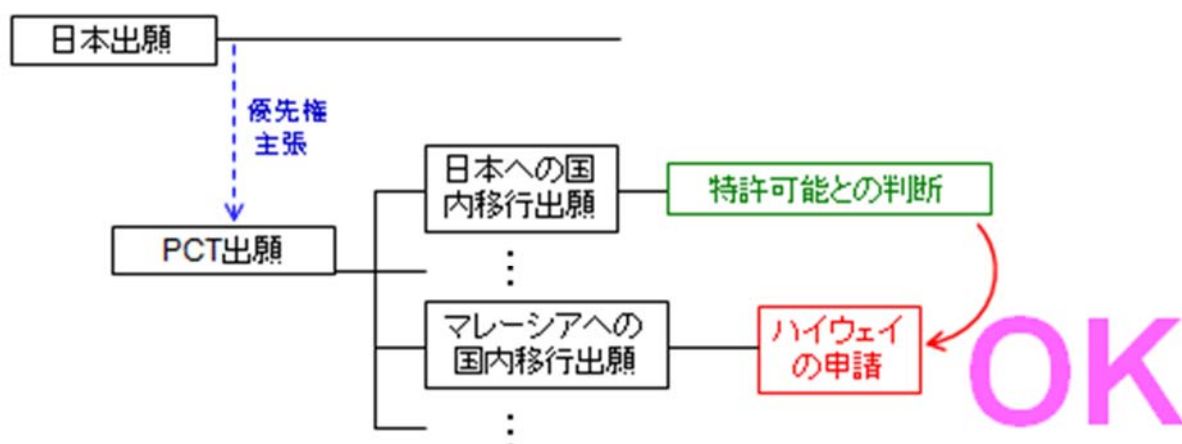 日本出願
優先権
主張
日本への国
内移行出願
特許可能との判断
PCT出願
⋮
マレーシアへの
国内移行出願
ハイウェイ
の申請
OK
⋮